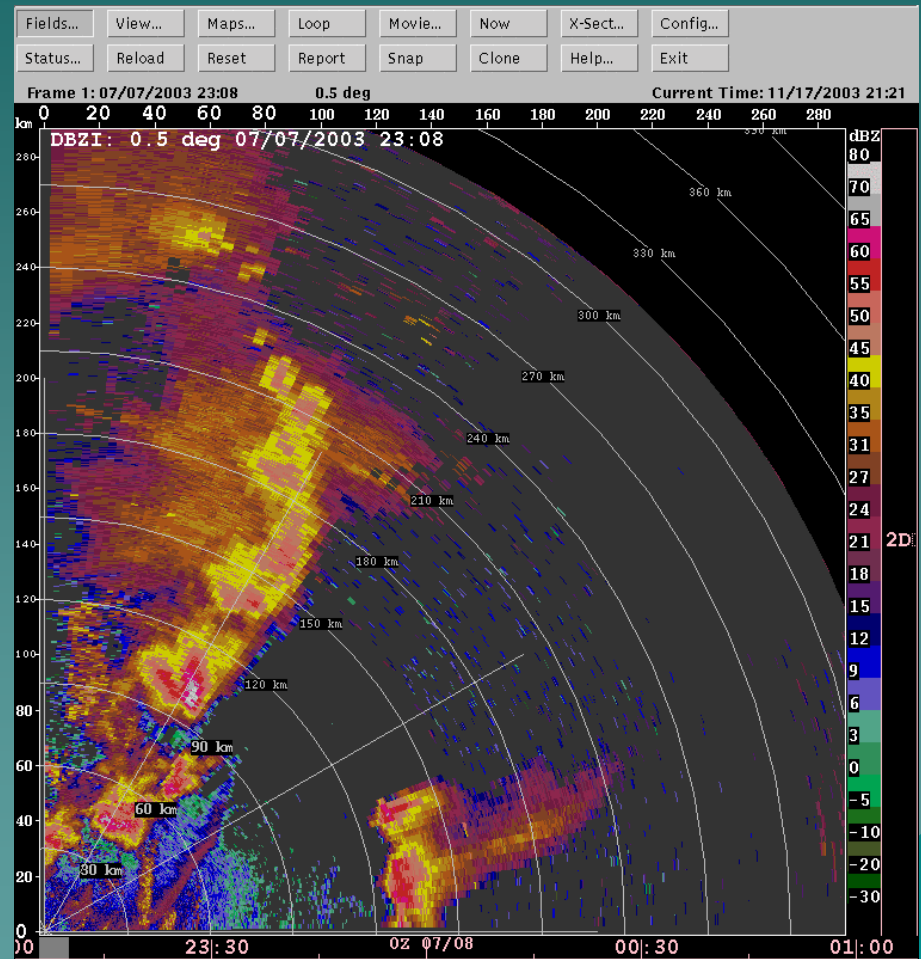 Fields... View... Maps... Loop Movie... Now X-Sect... Config...
Status... Reload Reset Report Snap Clone Help... Exit
Frame 1: 07/07/2003 23:08 0.5 deg Current Time: 11/17/2003 21:21
km 0 20 40 60 80 100 120 140 160 180 200 220 240 260 280
DBZI: 0.5 deg 07/07/2003 23:08
dBZ
280
260
240
220
200
180
160
140
120
100
80
60
40
20
0
360 km
330 km
300 km
270 km
240 km
210 km
180 km
150 km
120 km
90 km
60 km
30 km
80
70
65
60
55
50
45
40
35
31
27
24
21
18
15
12
9
6
3
0
-5
-10
-20
-30
2D
23:30 0Z 07/08 00:30 01:00